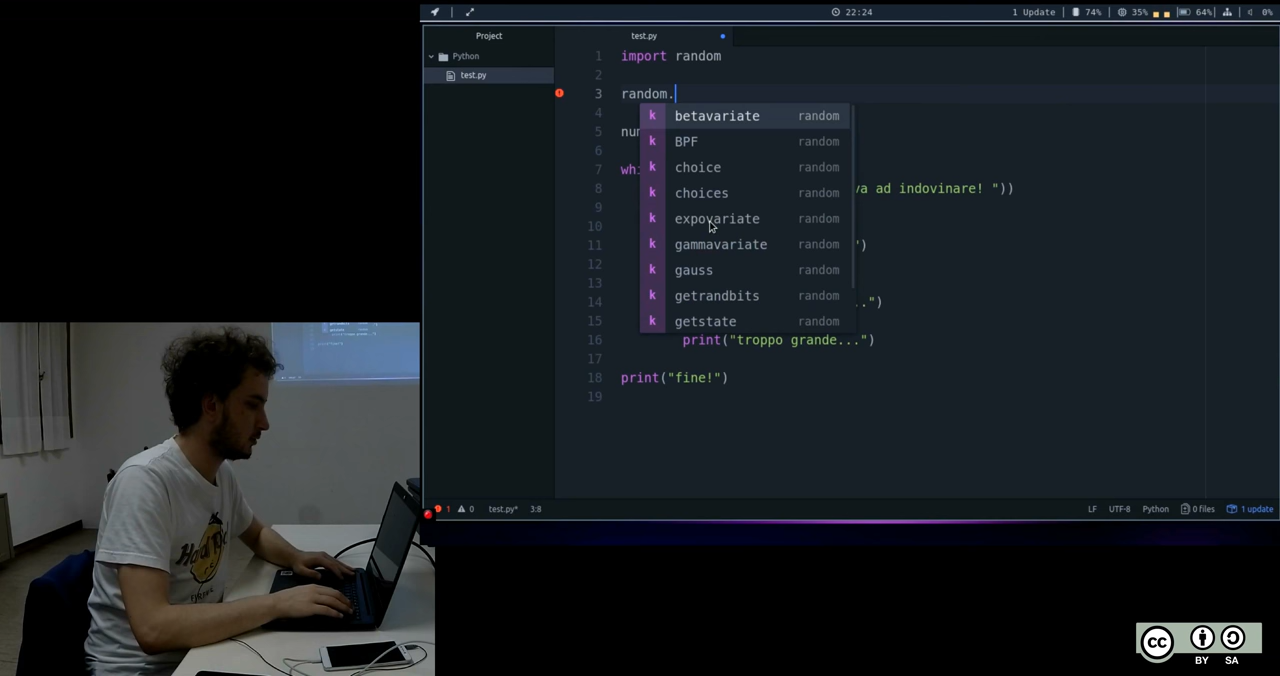 22:24
1 Update
74%
35%
64%
0%
Project
test.py
Python
test.py
1 import random
2
3 random.
4
5 num
6
7 whi
8 va ad indovinare! "))
9
10
11 ")
12
13
14 ..")
15
16 print("troppo grande...")
17
18 print("fine!")
19
k betavariate random
k BPF random
k choice random
k choices random
k expovariate random
k gammavariate random
k gauss random
k getrandbits random
k getstate random
1
0
test.py*
3:8
LF
UTF-8
Python
0 files
1 update
Hard
cc
BY SA